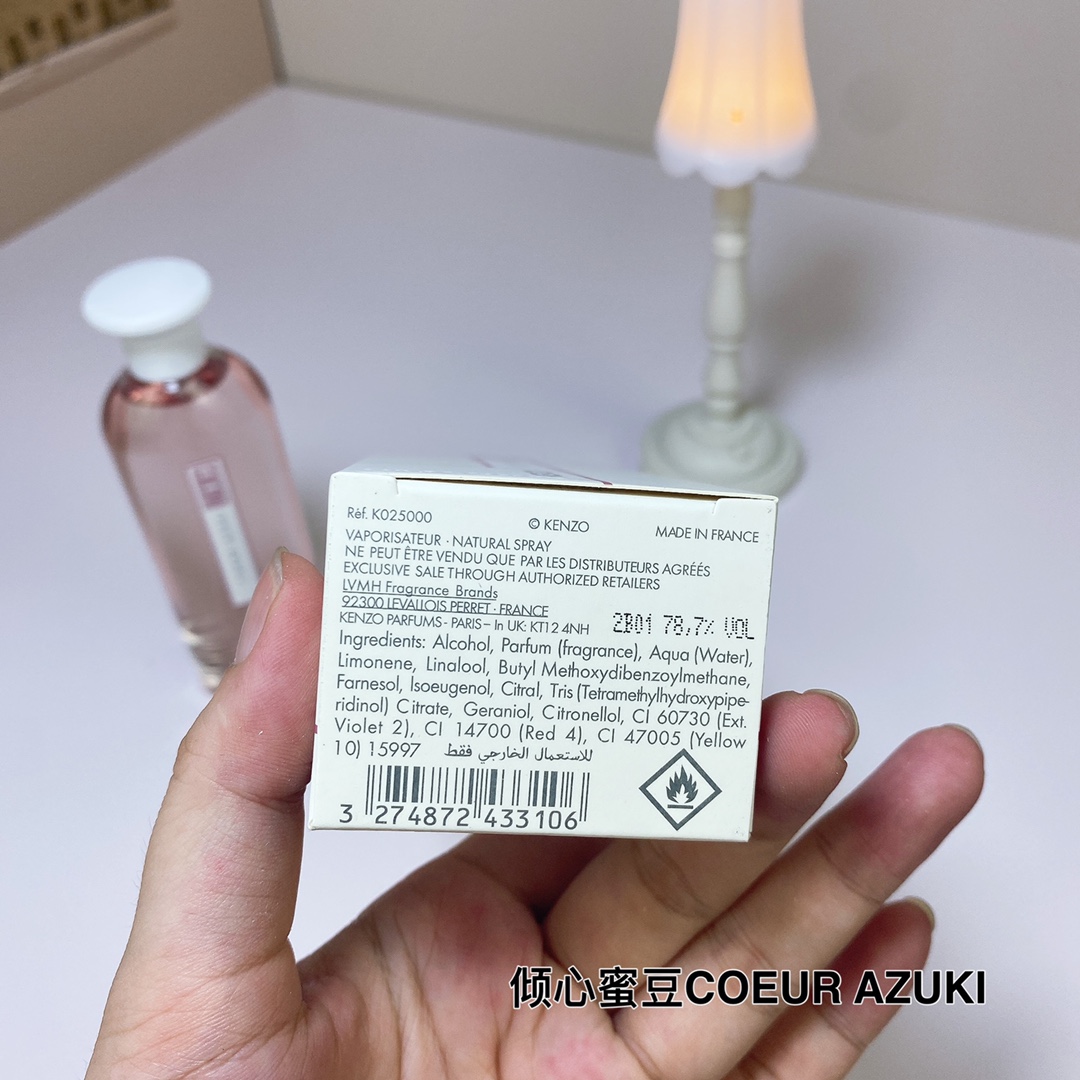 Réf. K025000
© KENZO
MADE IN FRANCE
VAPORISATEUR · NATURAL SPRAY
NE PEUT ÊTRE VENDU QUE PAR LES DISTRIBUTEURS AGRÉÉS
EXCLUSIVE SALE THROUGH AUTHORIZED RETAILERS
LVMH Fragrance Brands
92300 LEVALLOIS PERRET · FRANCE
KENZO PARFUMS - PARIS – In UK: KT12 4NH
2B01 78,7% VOL
Ingredients: Alcohol, Parfum (fragrance), Aqua (Water),
Limonene, Linalool, Butyl Methoxydibenzoylmethane,
Farnesol, Isoeugenol, Citral, Tris (Tetramethylhydroxypipe-
ridinol) Citrate, Geraniol, Citronellol, CI 60730 (Ext.
Violet 2), CI 14700 (Red 4), CI 47005 (Yellow
10) 15997 للاستعمال الخارجي فقط
3 274872 433106
倾心蜜豆COEUR AZUKI